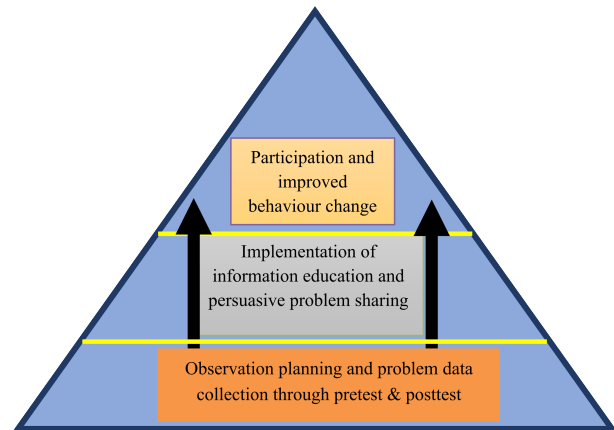 Participation and
improved
behaviour change
Implementation of
information education and
persuasive problem sharing
Observation planning and problem data
collection through pretest & posttest